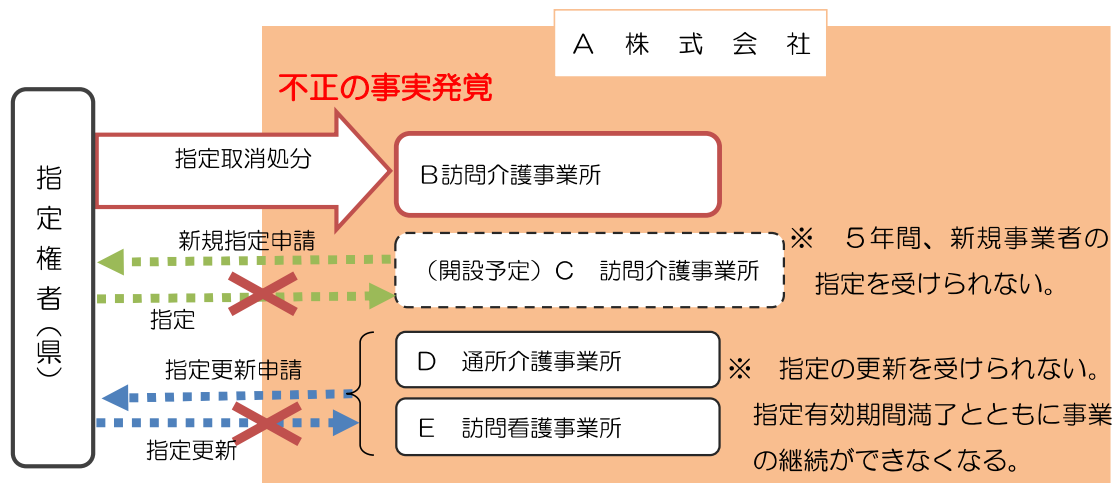 A 株式会社
不正の事実発覚
指定権者(県)
指定取消処分
B訪問介護事業所
新規指定申請
(開設予定)C 訪問介護事業所
指定
※ 5年間、新規事業者の
指定を受けられない。
指定更新申請
D 通所介護事業所
E 訪問看護事業所
指定更新
※ 指定の更新を受けられない。
指定有効期間満了とともに事業
の継続ができなくなる。